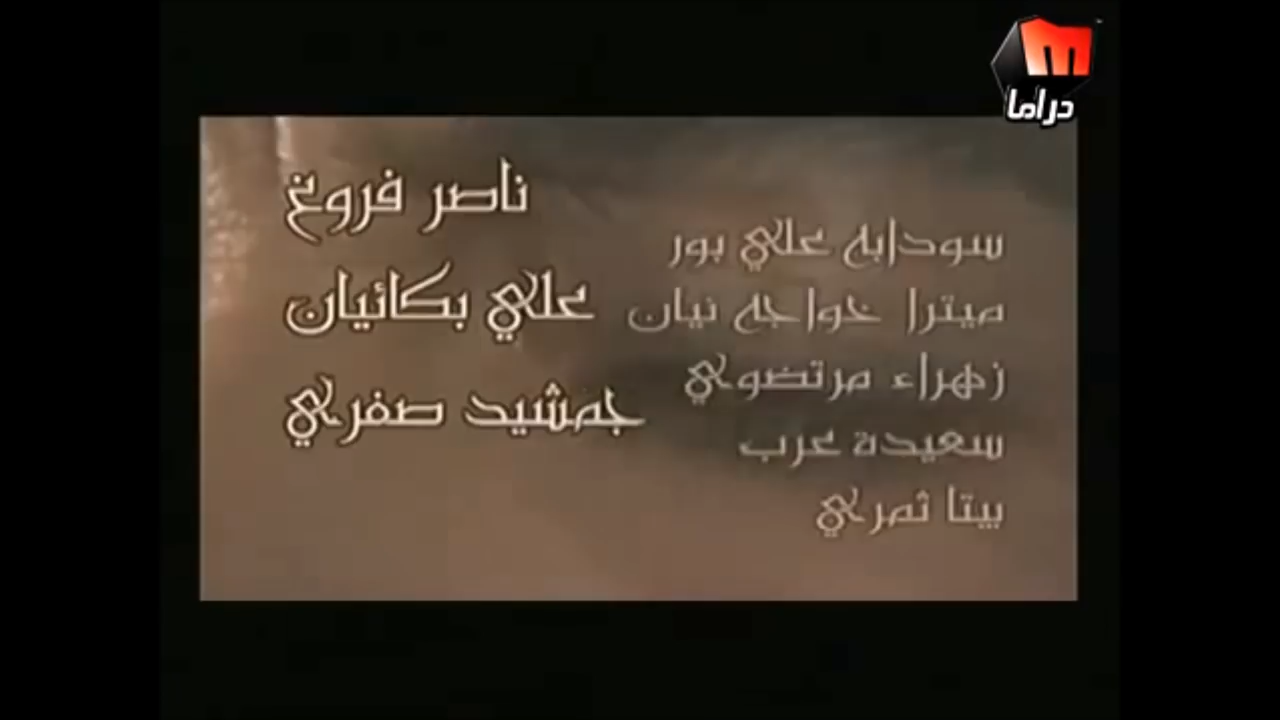 دراما
سودابه علي بور
ميترا خواجه نيان
زهراء مرتضوي
سعيدة عرب
بيتا ثمري
ناصر فروغ
علي بكائيان
جمشيد صفري